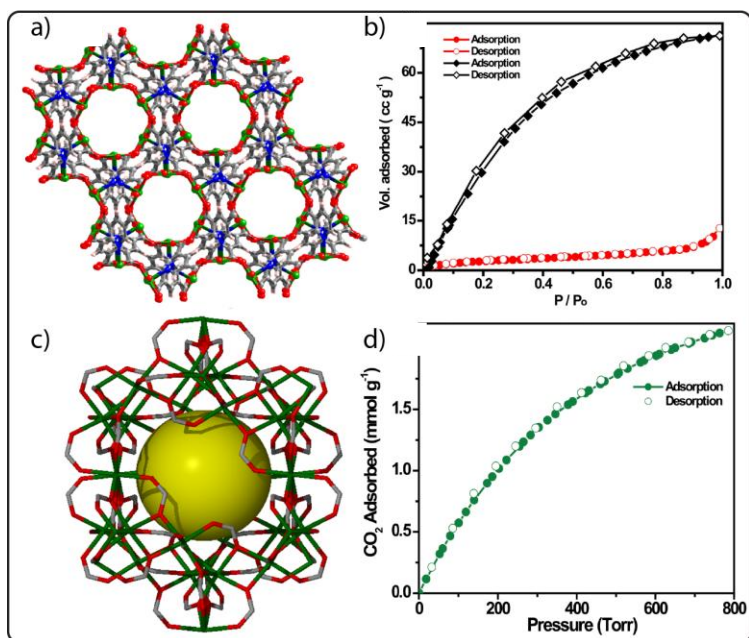 a)
b)
Adsorption
Desorption
Adsorption
Desorption
Vol. adsorbed ( cc g⁻¹)
60
45
30
15
0
0.0 0.2 0.4 0.6 0.8 1.0
P / P₀
c)
d)
Adsorption
Desorption
CO₂ Adsorbed (mmol g⁻¹)
1.5
1.0
0.5
0.0
0 200 400 600 800
Pressure (Torr)